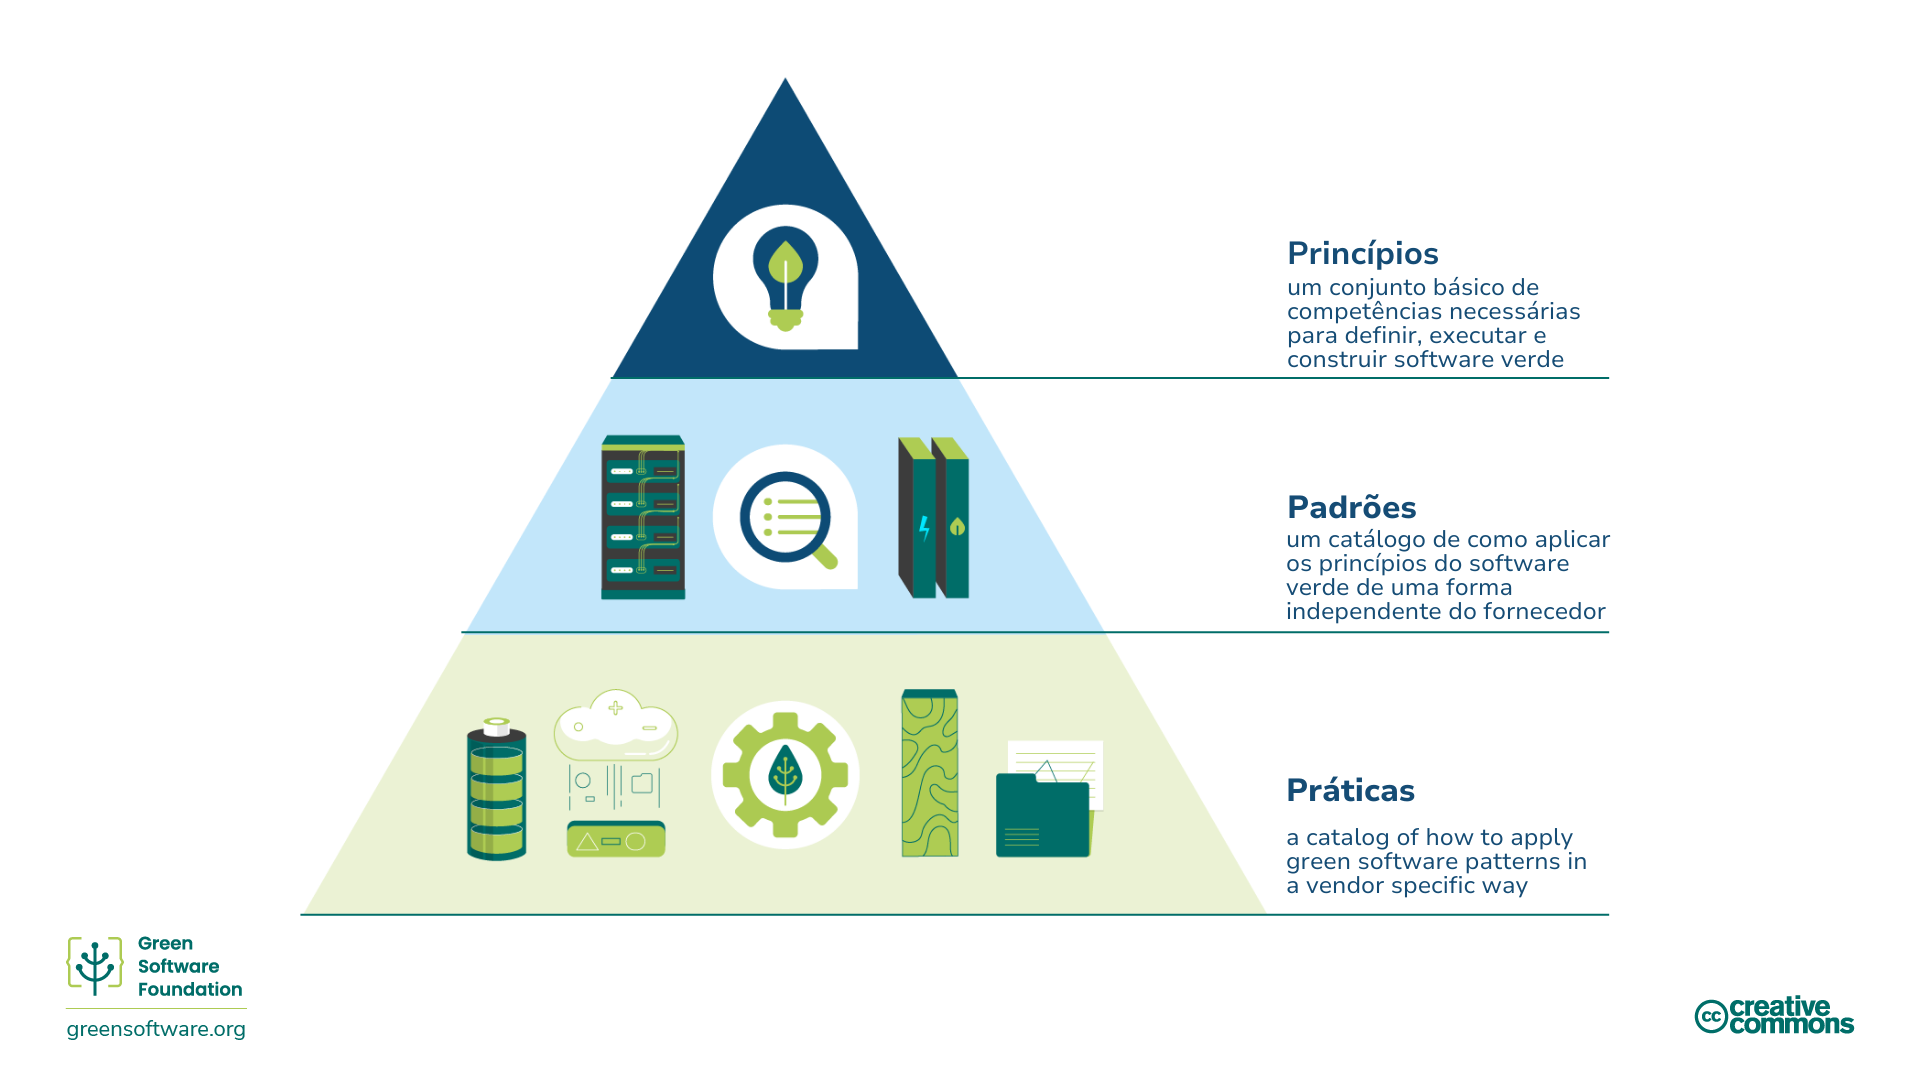 Princípios
um conjunto básico de
competências necessárias
para definir, executar e
construir software verde
Padrões
um catálogo de como aplicar
os princípios do software
verde de uma forma
independente do fornecedor
Práticas
a catalog of how to apply
green software patterns in
a vendor specific way
Green
Software
Foundation
greensoftware.org
cc creative
commons